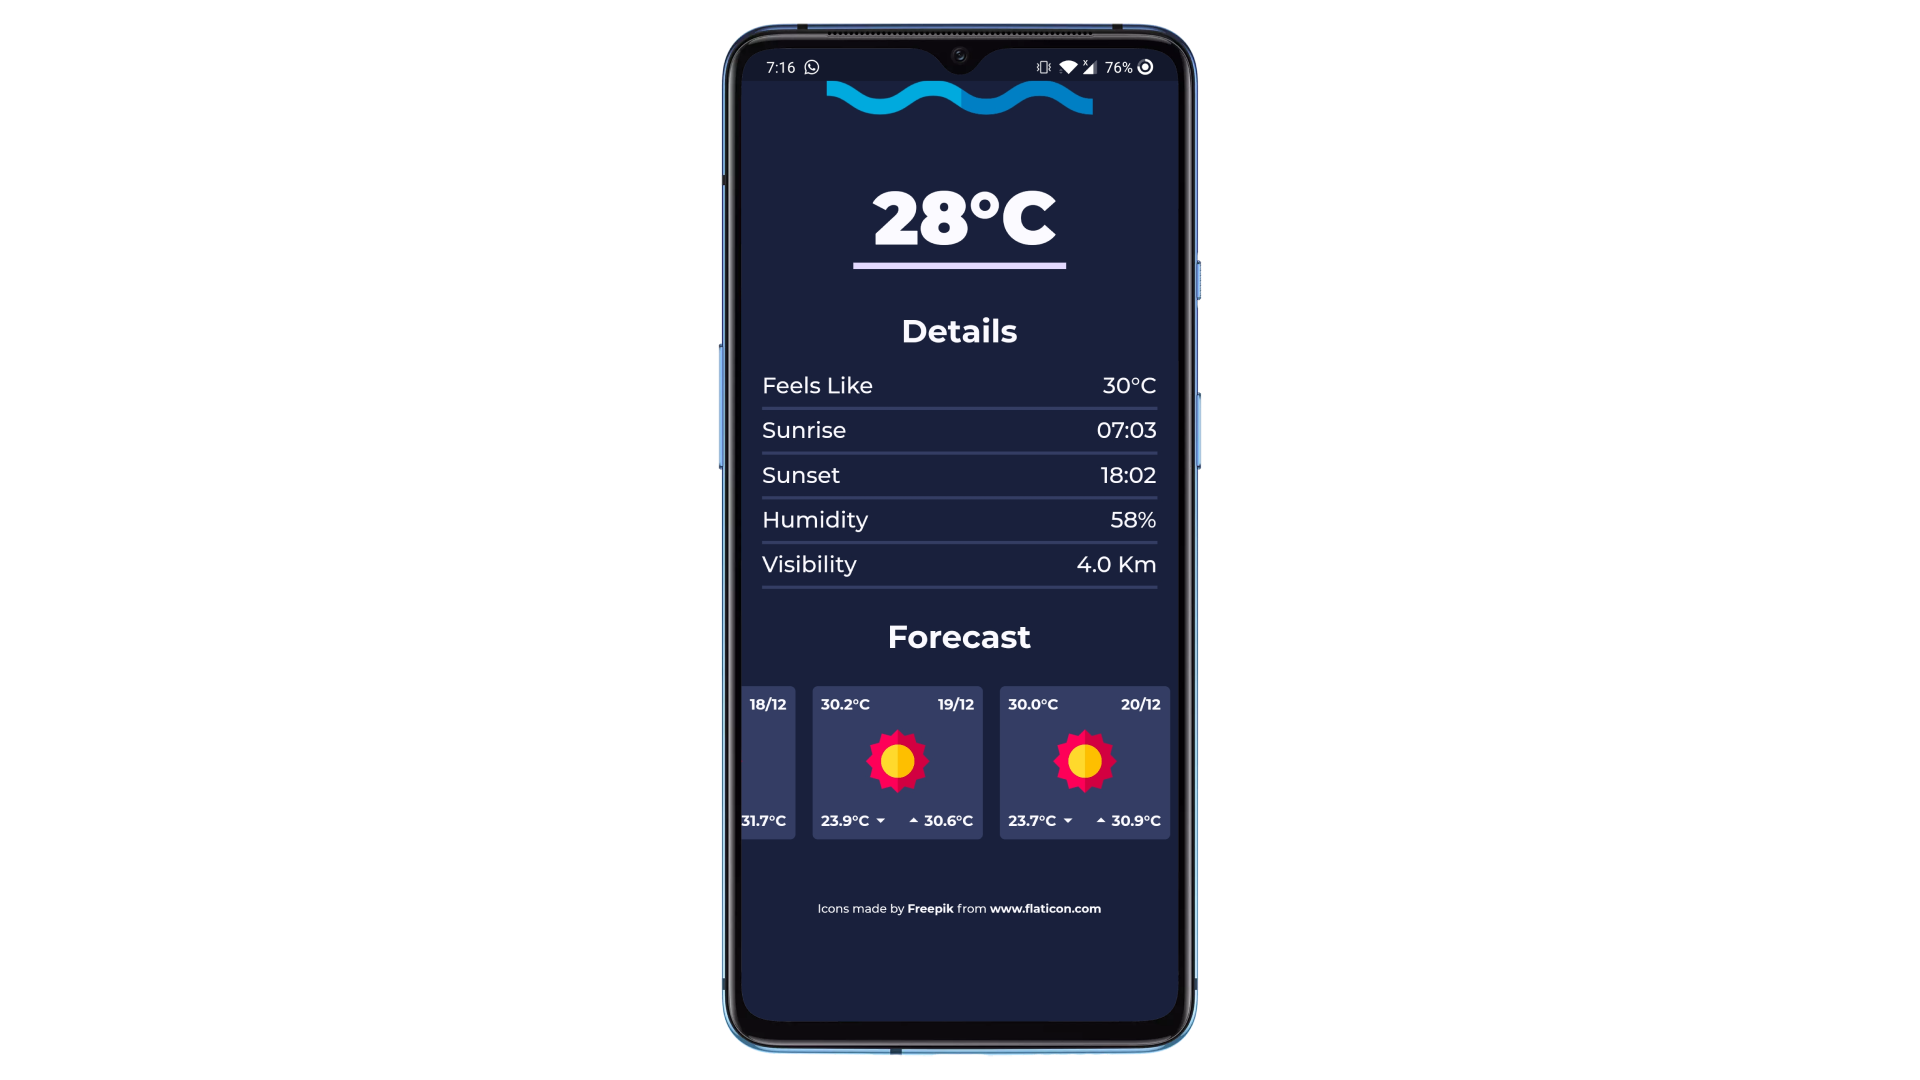 7:16 76%
28°C
Details
Feels Like 30°C
Sunrise 07:03
Sunset 18:02
Humidity 58%
Visibility 4.0 Km
Forecast
18/12 30.2°C 19/12 30.0°C 20/12
31.7°C 23.9°C 30.6°C 23.7°C 30.9°C
Icons made by Freepik from www.flaticon.com